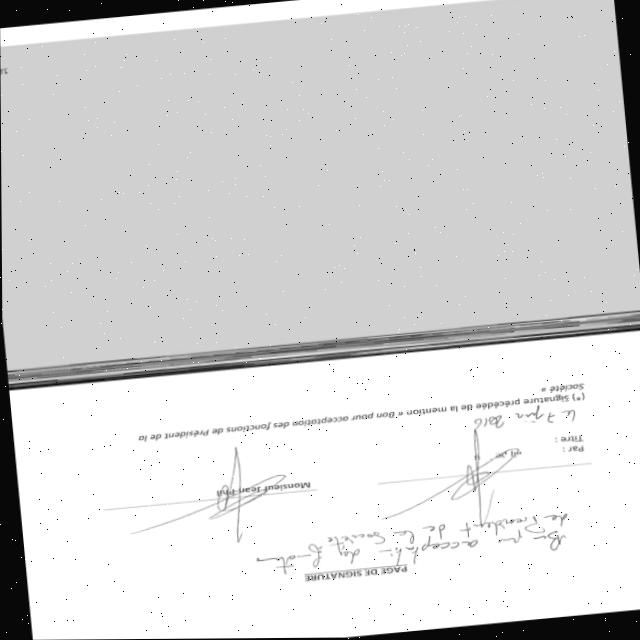 PAGE DE SIGNATURE
Bon pour acceptation des fonctions
de Président de la Société
Monsieur Jean Phil
Par :
Titre :
Le 7 juin 2016
(*) Signature précédée de la mention « Bon pour acceptation des fonctions de Président de la
Société »